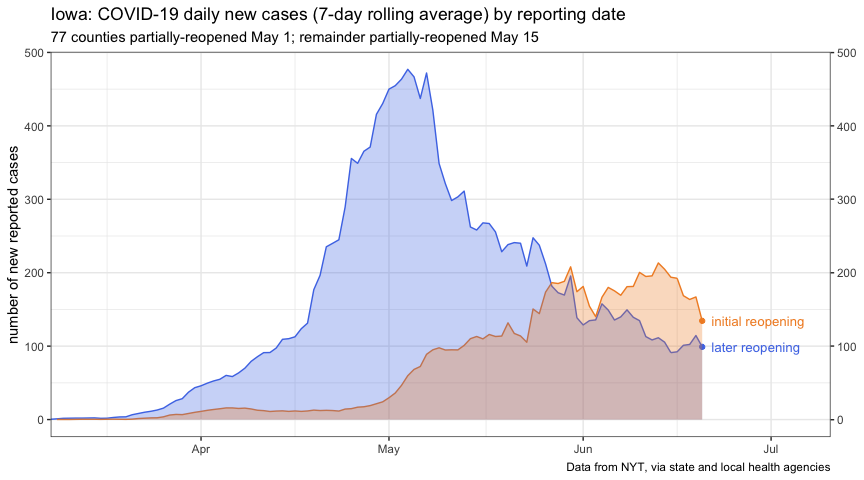 Iowa: COVID-19 daily new cases (7-day rolling average) by reporting date
77 counties partially-reopened May 1; remainder partially-reopened May 15
number of new reported cases
500
400
300
200
100
0
500
400
300
200
100
0
initial reopening
later reopening
Apr
May
Jun
Jul
Data from NYT, via state and local health agencies